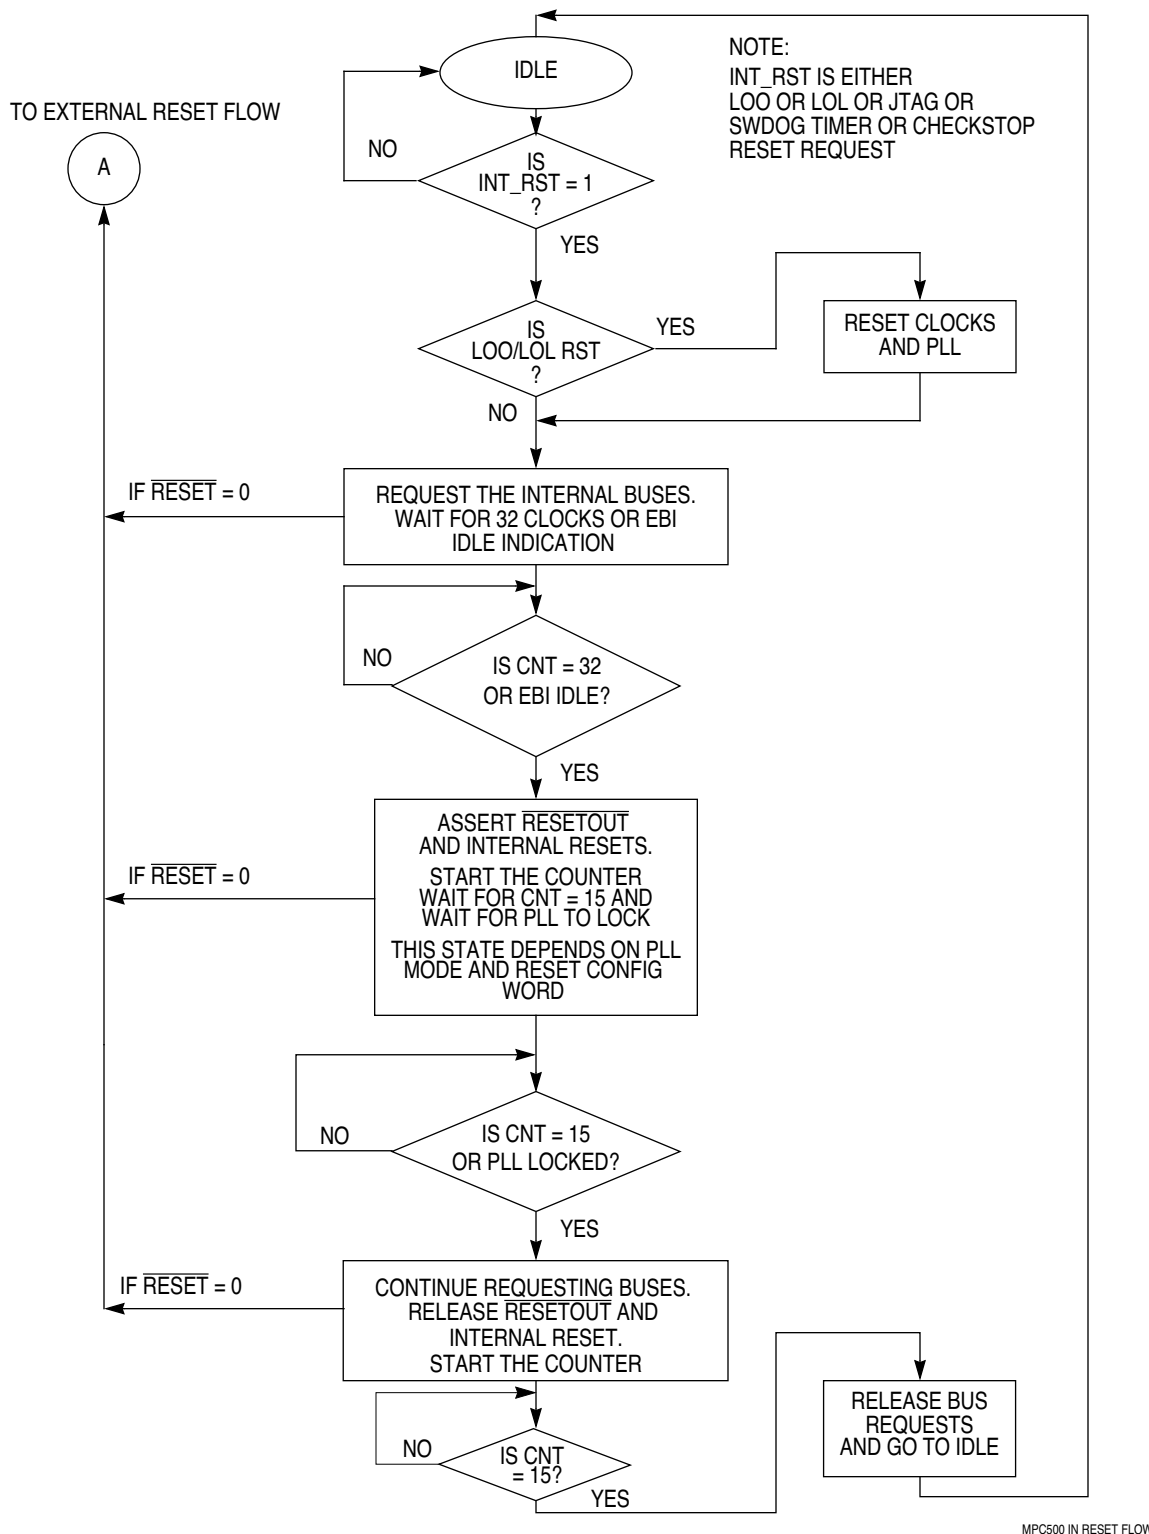 IDLE
NOTE:
INT_RST IS EITHER
LOO OR LOL OR JTAG OR
SWDOG TIMER OR CHECKSTOP
RESET REQUEST
TO EXTERNAL RESET FLOW
A
NO
IS
INT_RST = 1
?
YES
IS
LOO/LOL RST
?
YES
RESET CLOCKS
AND PLL
NO
IF RESET = 0
REQUEST THE INTERNAL BUSES.
WAIT FOR 32 CLOCKS OR EBI
IDLE INDICATION
NO
IS CNT = 32
OR EBI IDLE?
YES
IF RESET = 0
ASSERT RESETOUT
AND INTERNAL RESETS.
START THE COUNTER
WAIT FOR CNT = 15 AND
WAIT FOR PLL TO LOCK
THIS STATE DEPENDS ON PLL
MODE AND RESET CONFIG
WORD
NO
IS CNT = 15
OR PLL LOCKED?
YES
IF RESET = 0
CONTINUE REQUESTING BUSES.
RELEASE RESETOUT AND
INTERNAL RESET.
START THE COUNTER
NO
IS CNT
= 15?
YES
RELEASE BUS
REQUESTS
AND GO TO IDLE
MPC500 IN RESET FLOW